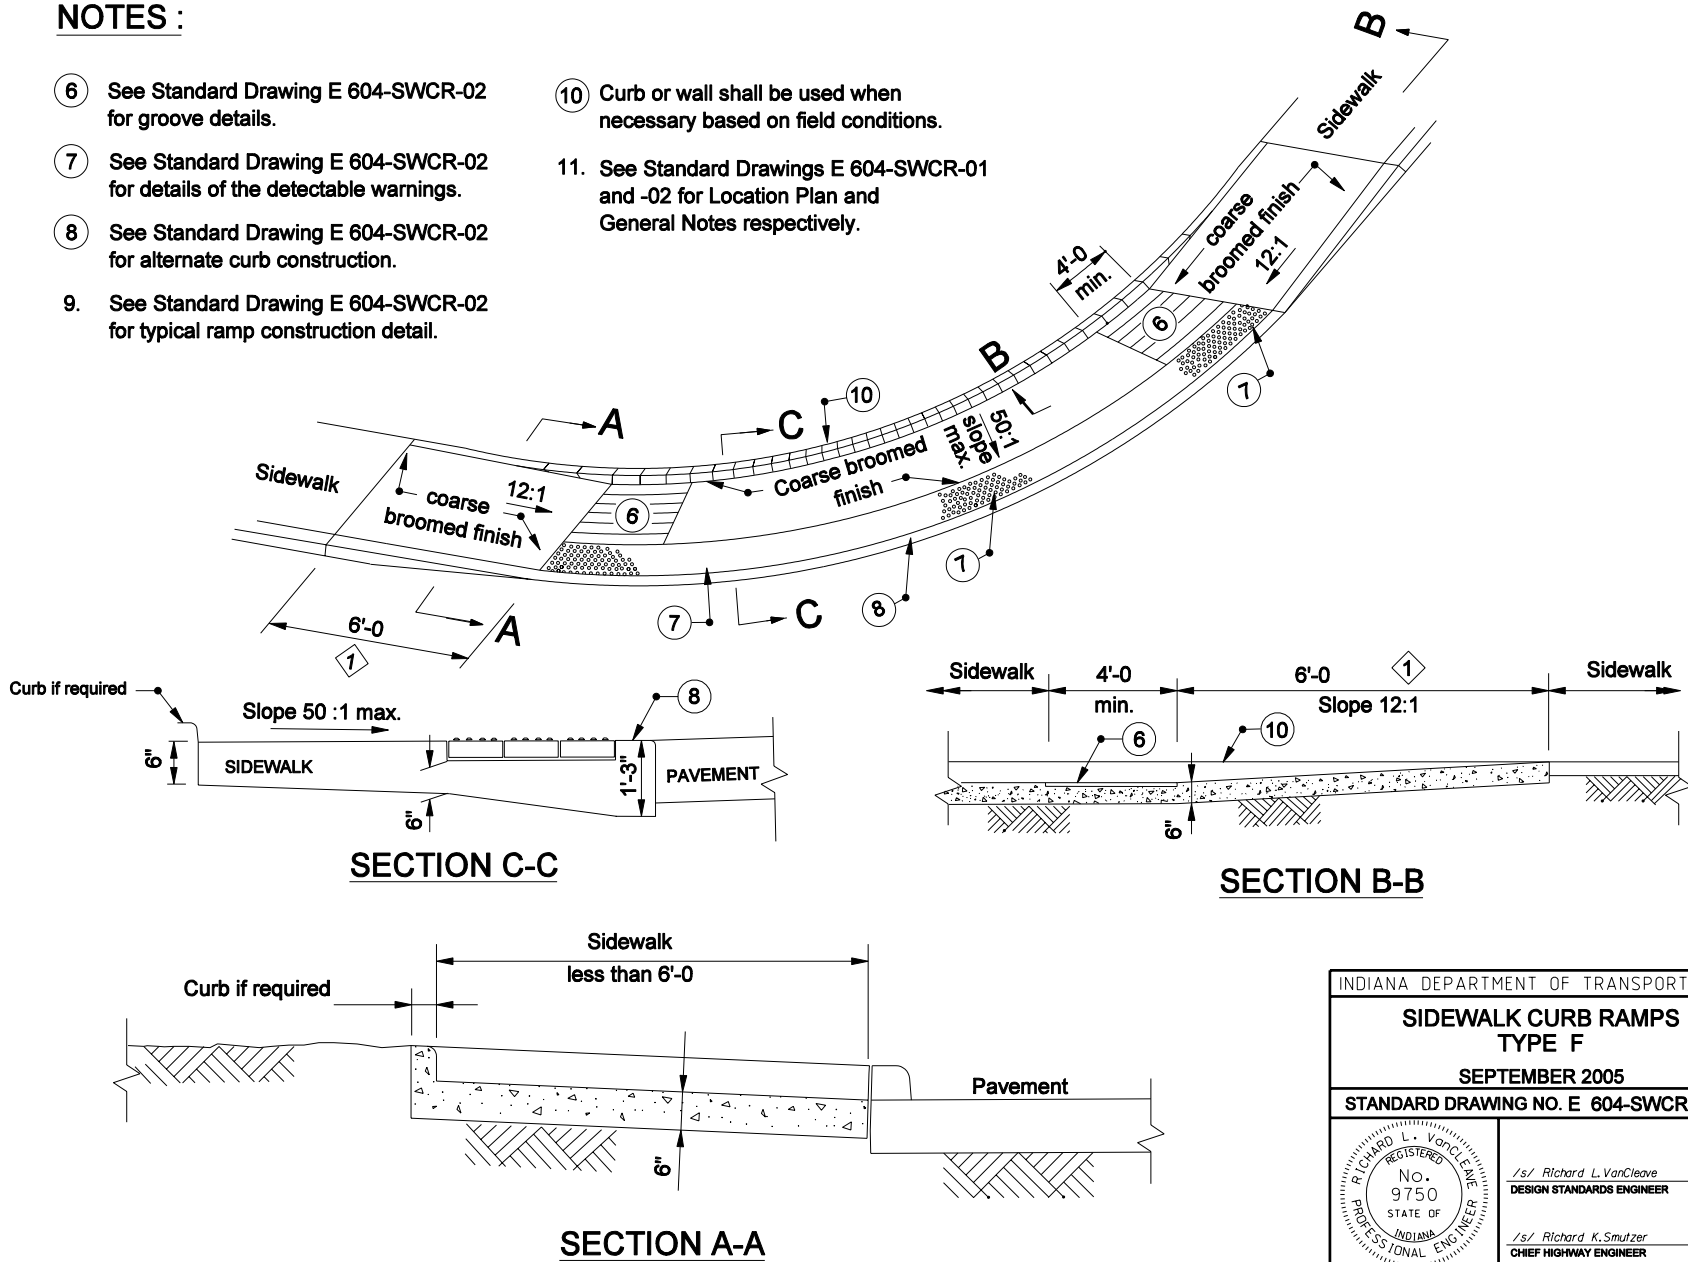 NOTES :
6 See Standard Drawing E 604-SWCR-02
for groove details.
7 See Standard Drawing E 604-SWCR-02
for details of the detectable warnings.
8 See Standard Drawing E 604-SWCR-02
for alternate curb construction.
9. See Standard Drawing E 604-SWCR-02
for typical ramp construction detail.
10 Curb or wall shall be used when
necessary based on field conditions.
11. See Standard Drawings E 604-SWCR-01
and -02 for Location Plan and
General Notes respectively.
B
Sidewalk
coarse
broomed finish
12:1
4'-0
min.
6
7
B
10
A
C
50:1
slope
max.
Coarse broomed
finish
Sidewalk
coarse
broomed finish
12:1
6
7
7
8
C
A
6'-0
1
Curb if required
Slope 50 :1 max.
8
6"
SIDEWALK
1'-3"
PAVEMENT
6"
SECTION C-C
Sidewalk
4'-0
min.
6'-0
1
Slope 12:1
Sidewalk
6
10
6"
SECTION B-B
Sidewalk
less than 6'-0
Curb if required
Pavement
6"
SECTION A-A
INDIANA DEPARTMENT OF TRANSPORT
SIDEWALK CURB RAMPS
TYPE F
SEPTEMBER 2005
STANDARD DRAWING NO. E 604-SWCR
RICHARD L. VanCLEAVE
REGISTERED
No.
9750
STATE OF
INDIANA
PROFESSIONAL ENGINEER
/s/ Richard L. VanCleave
DESIGN STANDARDS ENGINEER
/s/ Richard K. Smutzer
CHIEF HIGHWAY ENGINEER